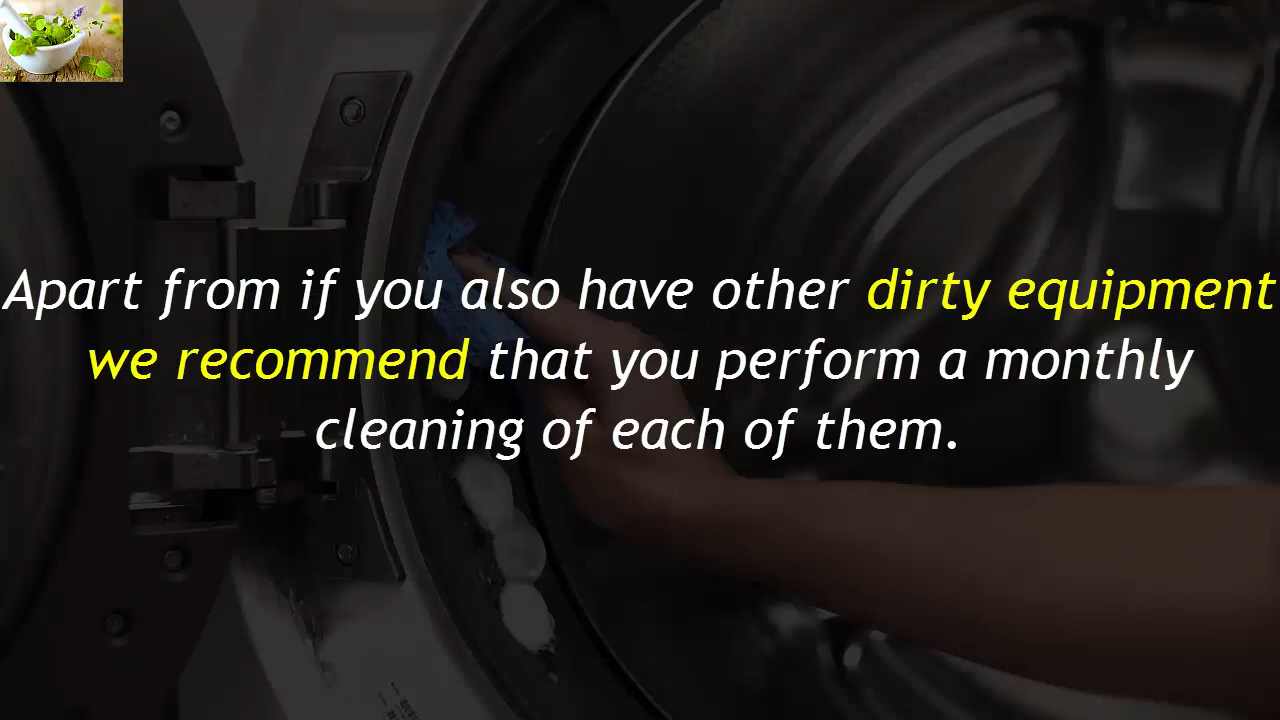 Apart from if you also have other dirty equipment
we recommend that you perform a monthly
cleaning of each of them.